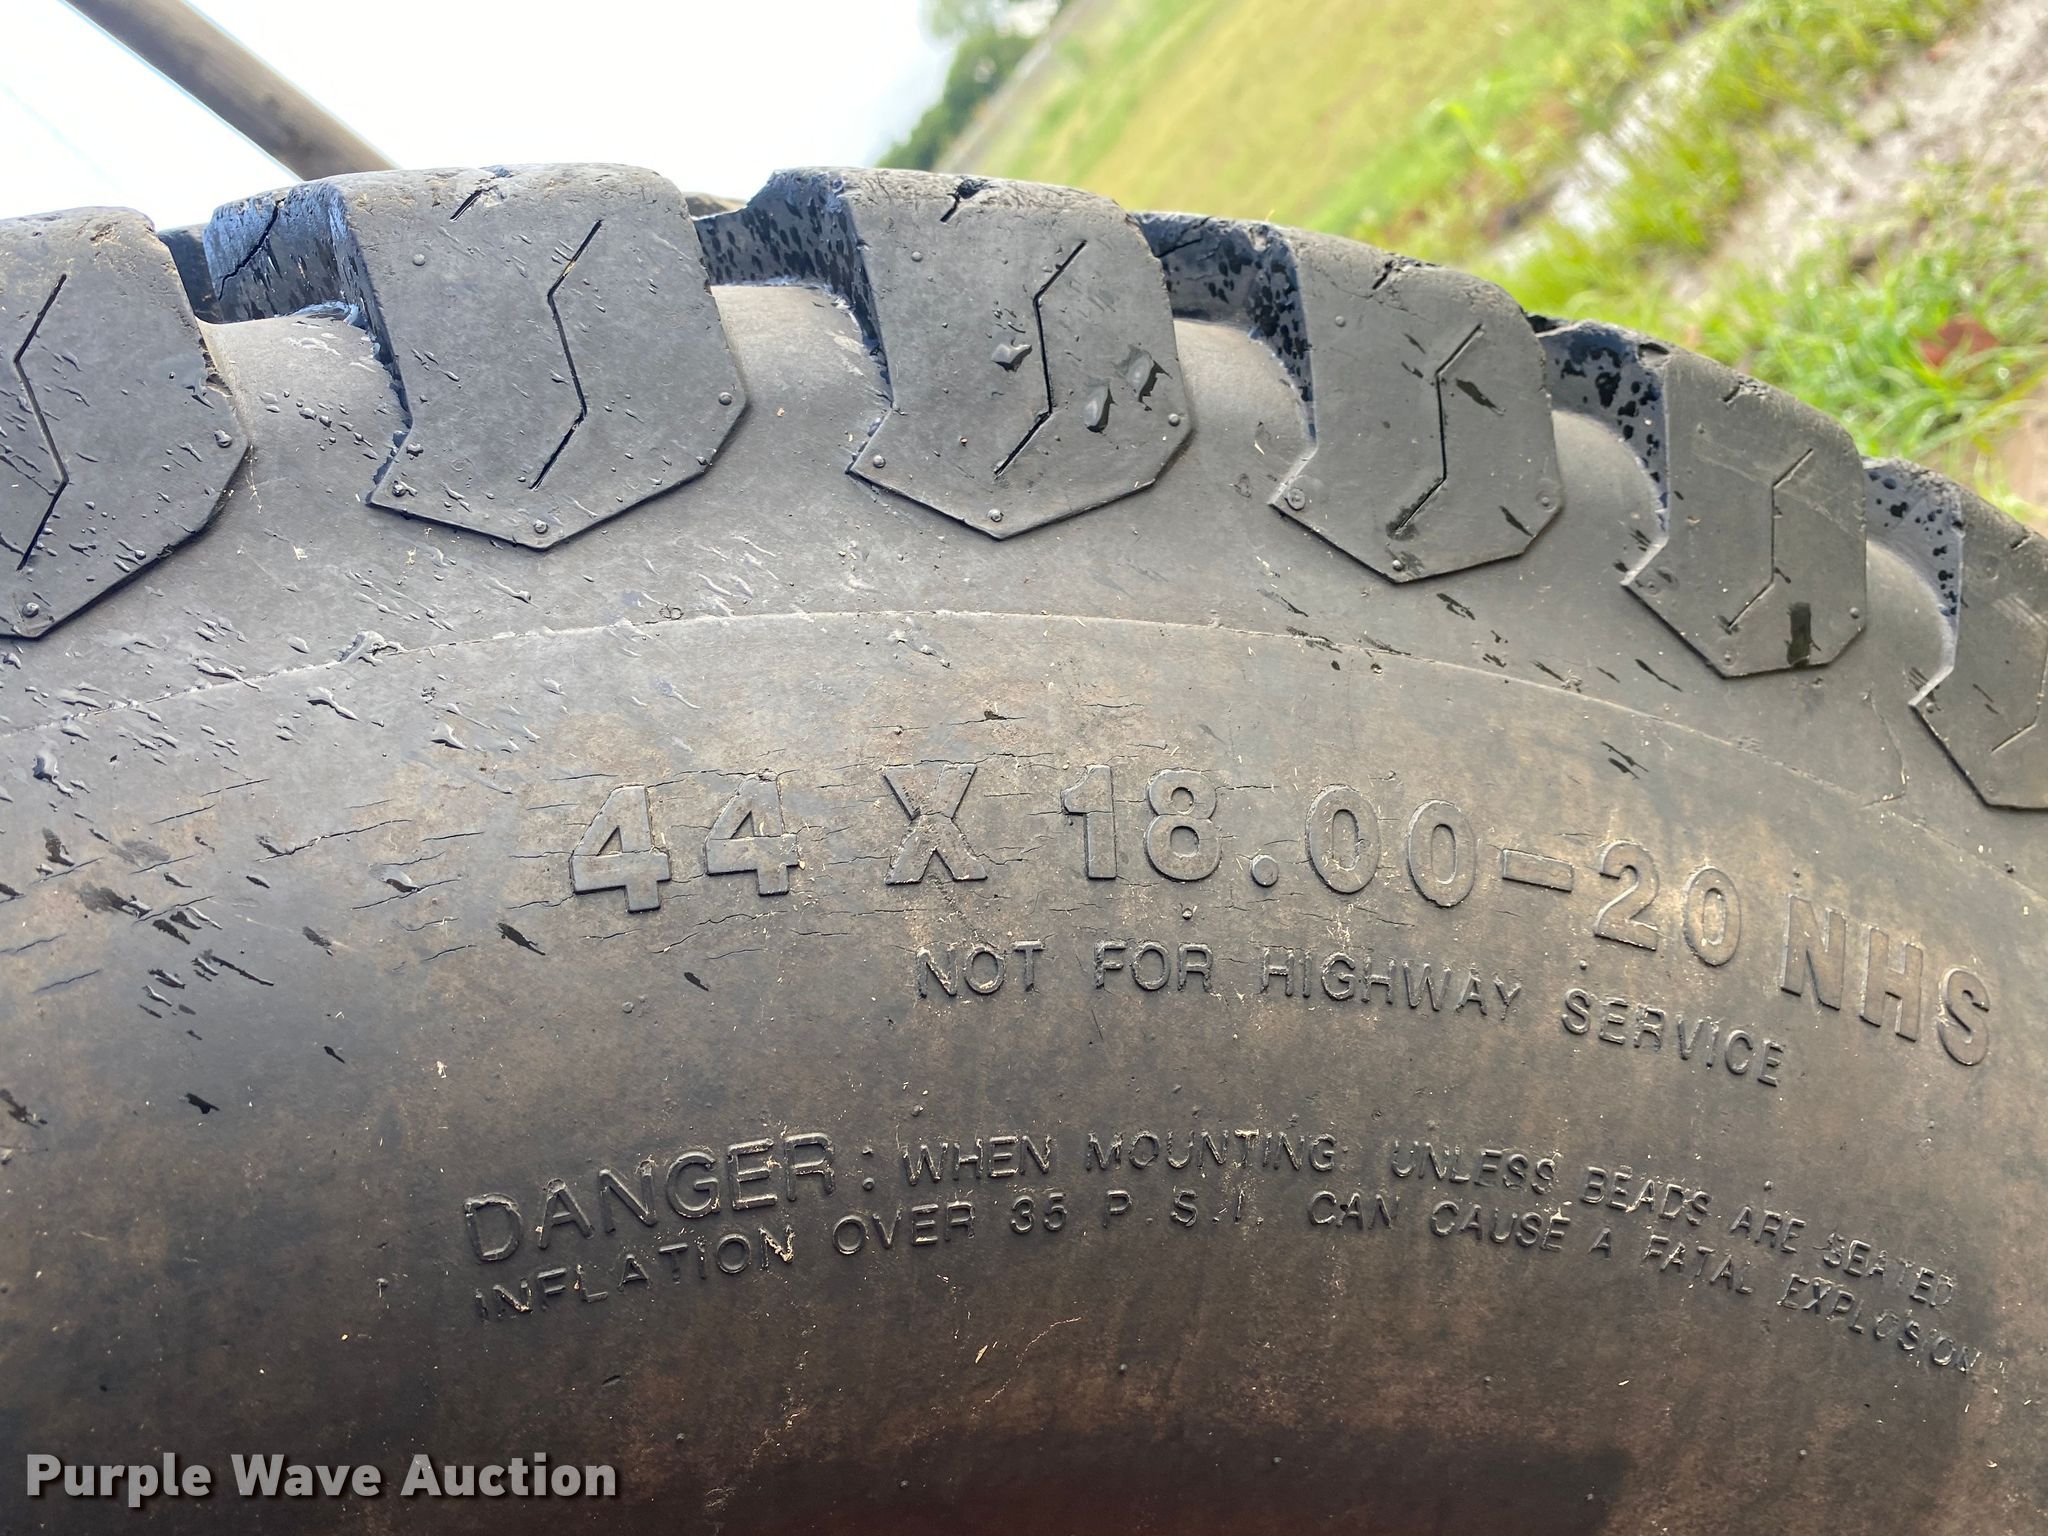 44 X 18.00-20 NHS
NOT FOR HIGHWAY SERVICE
DANGER: WHEN MOUNTING UNLESS BEADS ARE SEATED
INFLATION OVER 35 P.S.I. CAN CAUSE A FATAL EXPLOSION
Purple Wave Auction